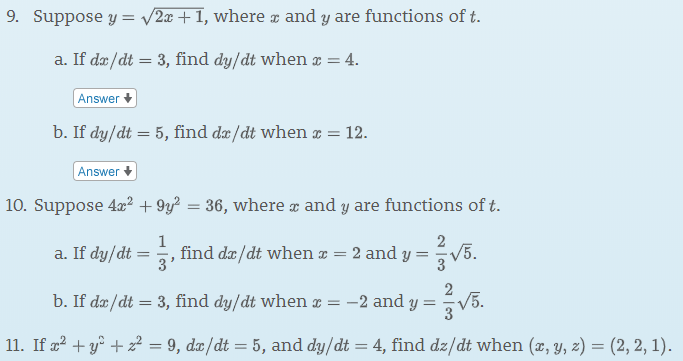 9. Suppose y = √(2x + 1), where x and y are functions of t.
a. If dx/dt = 3, find dy/dt when x = 4.
Answer ⬇
b. If dy/dt = 5, find dx/dt when x = 12.
Answer ⬇
10. Suppose 4x² + 9y² = 36, where x and y are functions of t.
a. If dy/dt = 1/3, find dx/dt when x = 2 and y = 2/3 √5.
b. If dx/dt = 3, find dy/dt when x = −2 and y = 2/3 √5.
11. If x² + y² + z² = 9, dx/dt = 5, and dy/dt = 4, find dz/dt when (x, y, z) = (2, 2, 1).